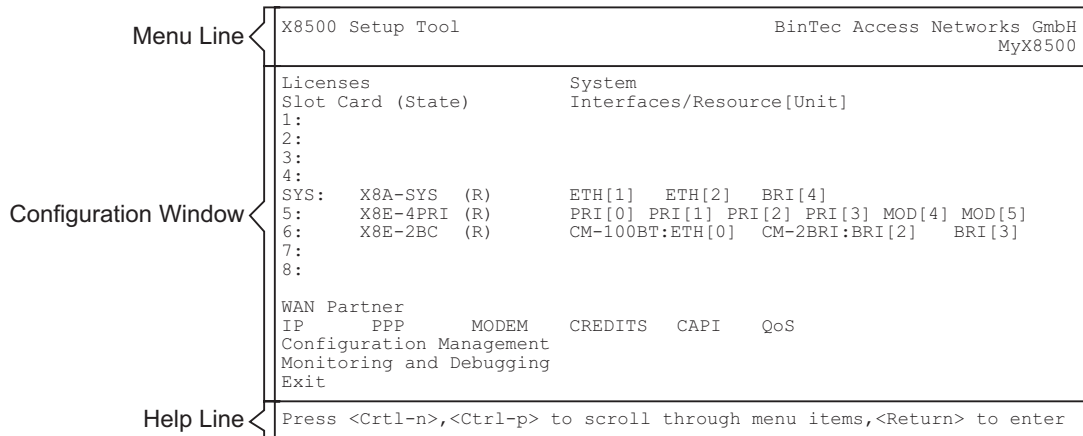 Menu Line
X8500 Setup Tool BinTec Access Networks GmbH
MyX8500
Configuration Window
Licenses System
Slot Card (State) Interfaces/Resource[Unit]
1:
2:
3:
4:
SYS: X8A-SYS (R) ETH[1] ETH[2] BRI[4]
5: X8E-4PRI (R) PRI[0] PRI[1] PRI[2] PRI[3] MOD[4] MOD[5]
6: X8E-2BC (R) CM-100BT:ETH[0] CM-2BRI:BRI[2] BRI[3]
7:
8:
WAN Partner
IP PPP MODEM CREDITS CAPI QoS
Configuration Management
Monitoring and Debugging
Exit
Help Line
Press <Crtl-n>,<Ctrl-p> to scroll through menu items,<Return> to enter